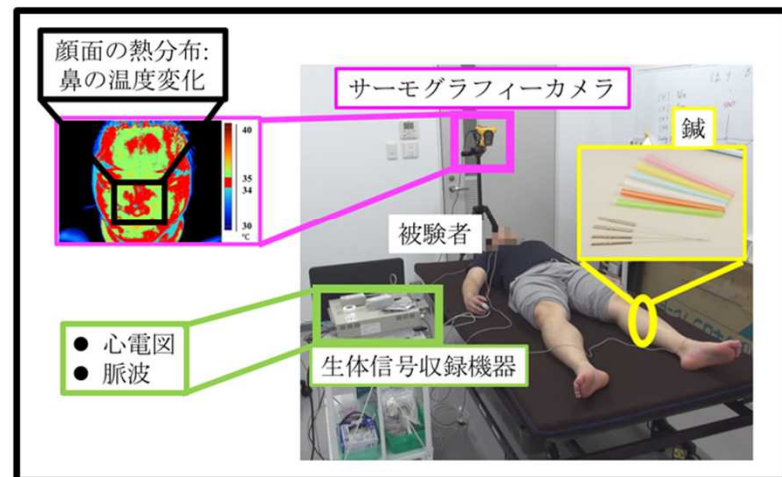 顔面の熱分布:
鼻の温度変化
サーモグラフィーカメラ
鍼
40
35
34
30
℃
被験者
● 心電図
● 脈波
生体信号収録機器